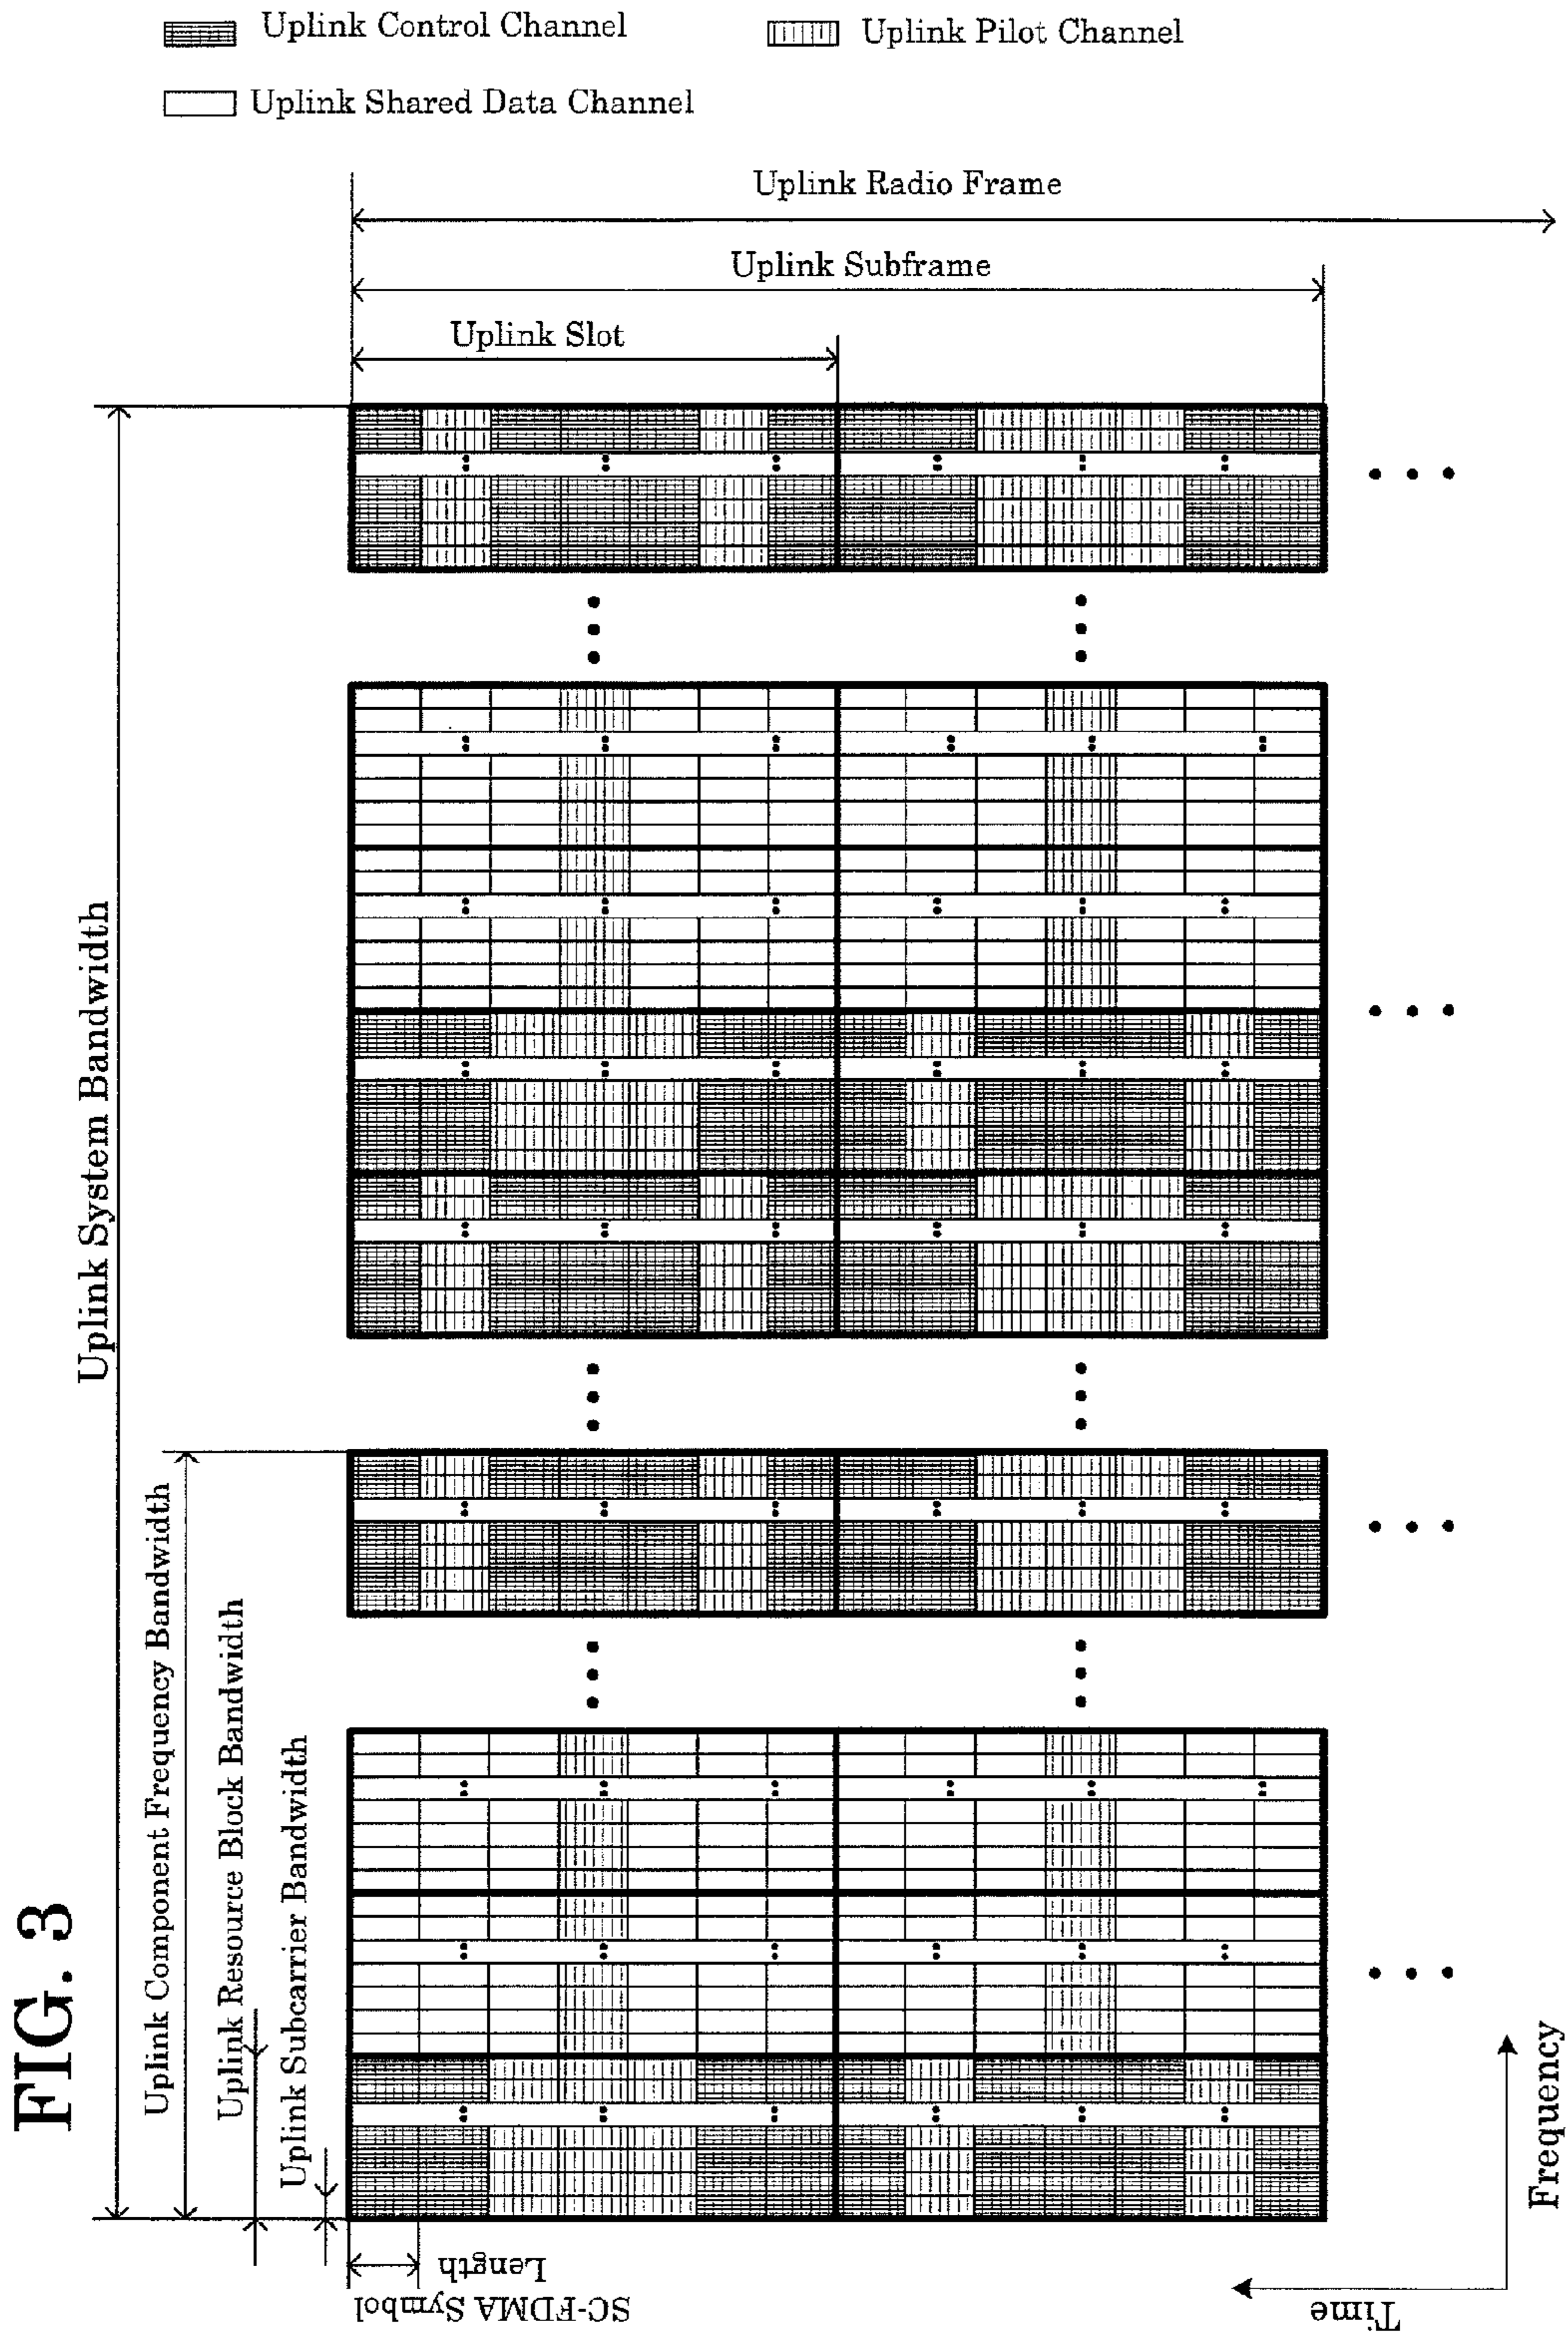 Uplink Control Channel
Uplink Pilot Channel
Uplink Shared Data Channel
Uplink Radio Frame
Uplink Subframe
Uplink Slot
FIG. 3
Uplink System Bandwidth
Uplink Component Frequency Bandwidth
Uplink Resource Block Bandwidth
Uplink Subcarrier Bandwidth
SC-FDMA Symbol
Length
Time
Frequency